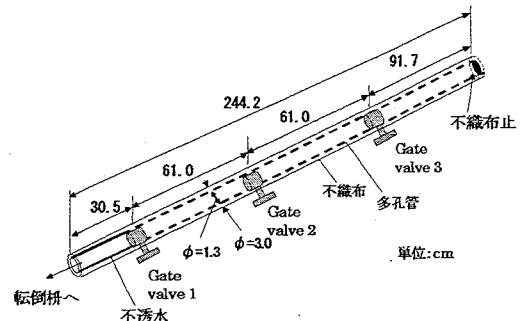 91.7
244.2
61.0
不織布止
61.0
Gate
valve 3
多孔管
不織布
30.5
Gate
valve 2
φ=1.3
φ=3.0
単位:cm
Gate
valve 1
転倒枡へ
不透水